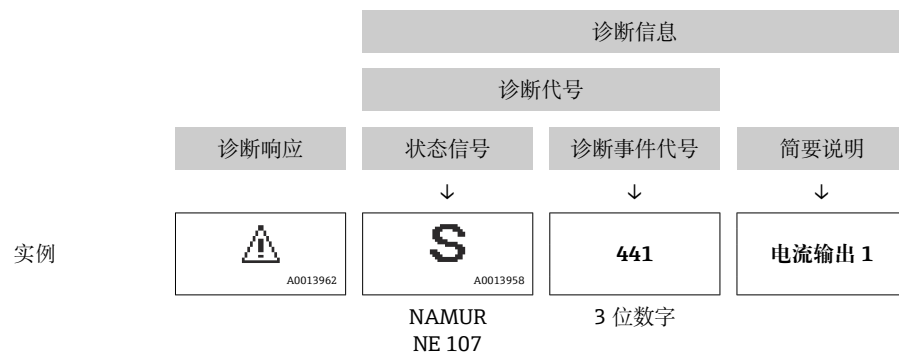 诊断信息
诊断代号
诊断响应 状态信号 诊断事件代号 简要说明
↓ ↓ ↓
实例 A0013962 S A0013958 441 电流输出 1
NAMUR NE 107 3 位数字